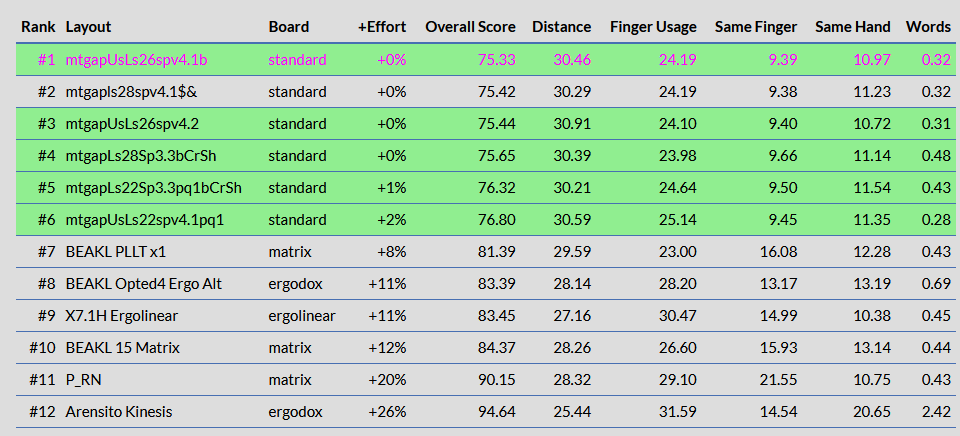 Rank Layout Board +Effort Overall Score Distance Finger Usage Same Finger Same Hand Words
#1 mtgapUsLs26spv4.1b standard +0% 75.33 30.46 24.19 9.39 10.97 0.32
#2 mtgapls28spv4.1$& standard +0% 75.42 30.29 24.19 9.38 11.23 0.32
#3 mtgapUsLs26spv4.2 standard +0% 75.44 30.91 24.10 9.40 10.72 0.31
#4 mtgapLs28Sp3.3bCrSh standard +0% 75.65 30.39 23.98 9.66 11.14 0.48
#5 mtgapLs22Sp3.3pq1bCrSh standard +1% 76.32 30.21 24.64 9.50 11.54 0.43
#6 mtgapUsLs22spv4.1pq1 standard +2% 76.80 30.59 25.14 9.45 11.35 0.28
#7 BEAKL PLLT x1 matrix +8% 81.39 29.59 23.00 16.08 12.28 0.43
#8 BEAKL Opted4 Ergo Alt ergodox +11% 83.39 28.14 28.20 13.17 13.19 0.69
#9 X7.1H Ergolinear ergolinear +11% 83.45 27.16 30.47 14.99 10.38 0.45
#10 BEAKL 15 Matrix matrix +12% 84.37 28.26 26.60 15.93 13.14 0.44
#11 P_RN matrix +20% 90.15 28.32 29.10 21.55 10.75 0.43
#12 Arensito Kinesis ergodox +26% 94.64 25.44 31.59 14.54 20.65 2.42